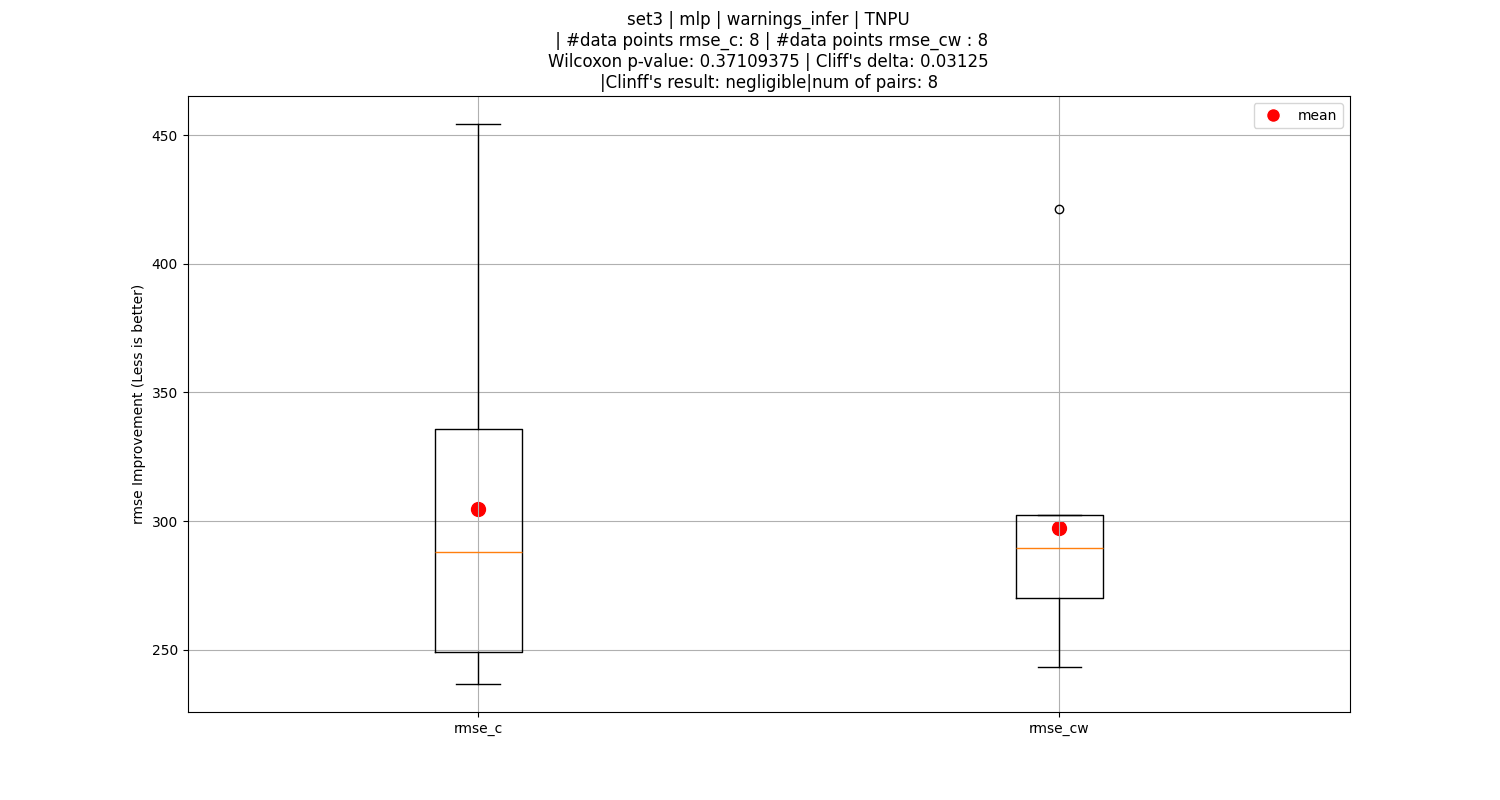 set3 | mlp | warnings_infer | TNPU
| #data points rmse_c: 8 | #data points rmse_cw : 8
Wilcoxon p-value: 0.37109375 | Cliff's delta: 0.03125
|Clinff's result: negligible|num of pairs: 8
mean
450
400
350
300
250
rmse Improvement (Less is better)
rmse_c
rmse_cw